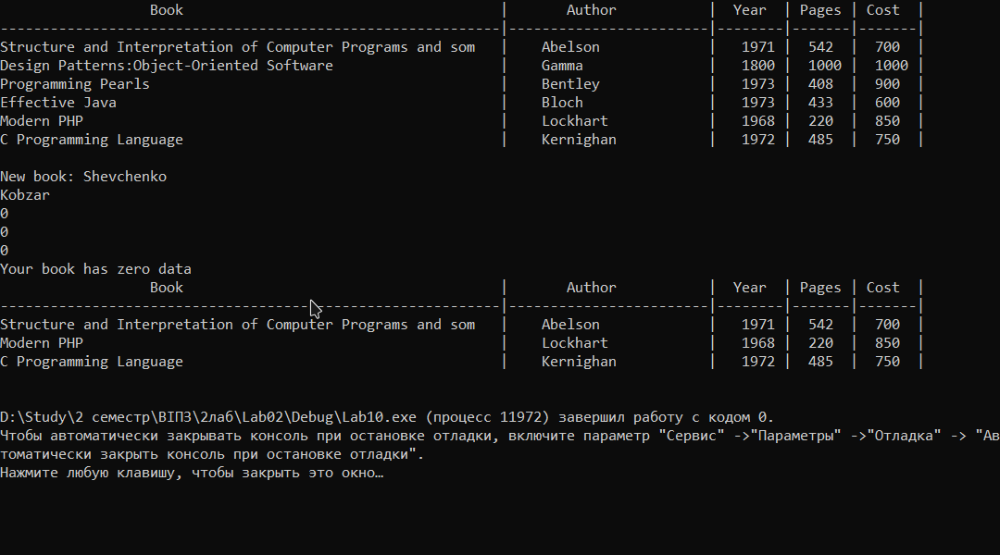 Book | Author | Year | Pages | Cost |
------------------------------------------------------------|------------------------|--------|-------|-------|
Structure and Interpretation of Computer Programs and som | Abelson | 1971 | 542 | 700 |
Design Patterns:Object-Oriented Software | Gamma | 1800 | 1000 | 1000 |
Programming Pearls | Bentley | 1973 | 408 | 900 |
Effective Java | Bloch | 1973 | 433 | 600 |
Modern PHP | Lockhart | 1968 | 220 | 850 |
C Programming Language | Kernighan | 1972 | 485 | 750 |
New book: Shevchenko
Kobzar
0
0
0
Your book has zero data
Book | Author | Year | Pages | Cost |
------------------------------------------------------------|------------------------|--------|-------|-------|
Structure and Interpretation of Computer Programs and som | Abelson | 1971 | 542 | 700 |
Modern PHP | Lockhart | 1968 | 220 | 850 |
C Programming Language | Kernighan | 1972 | 485 | 750 |
D:\Study\2 семестр\ВІПЗ\2лаб\Lab02\Debug\Lab10.exe (процесс 11972) завершил работу с кодом 0.
Чтобы автоматически закрывать консоль при остановке отладки, включите параметр "Сервис" ->"Параметры" ->"Отладка" -> "Ав
томатически закрыть консоль при остановке отладки".
Нажмите любую клавишу, чтобы закрыть это окно…